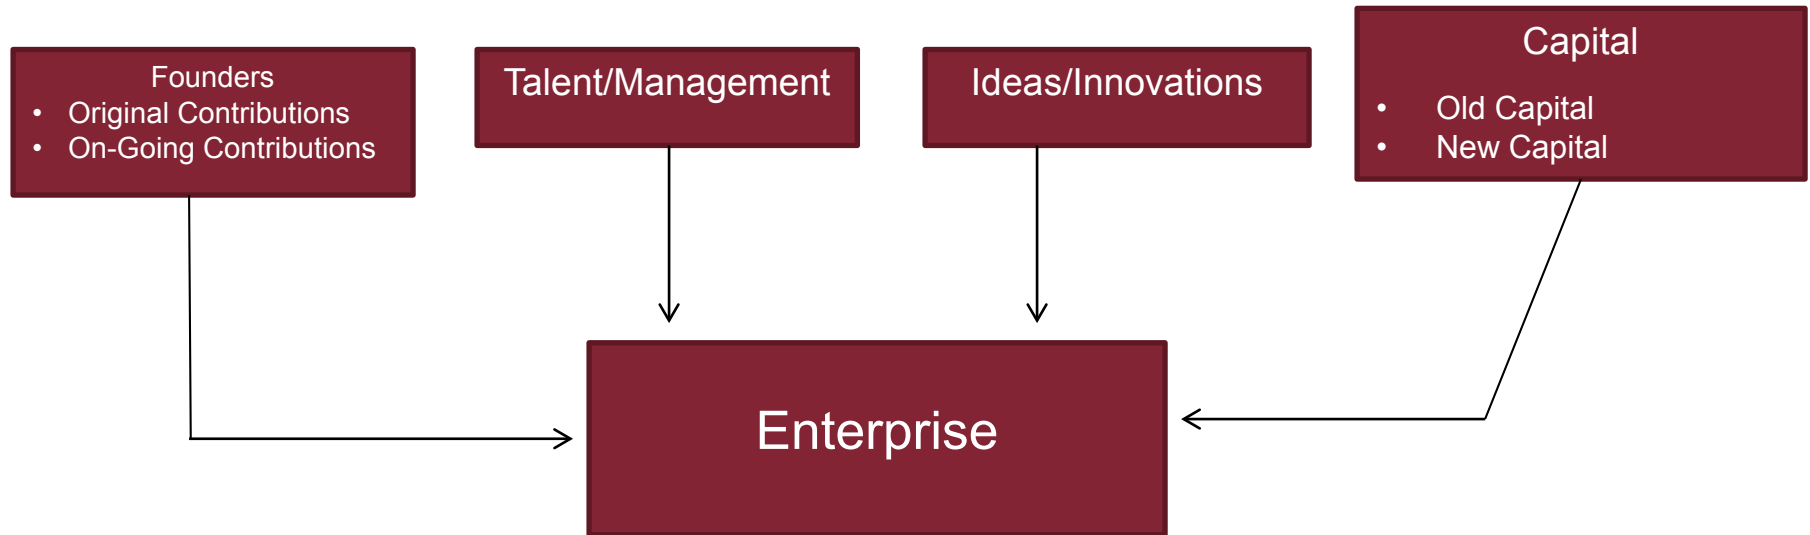 Founders
• Original Contributions
• On-Going Contributions
Talent/Management
Ideas/Innovations
Capital
• Old Capital
• New Capital
Enterprise